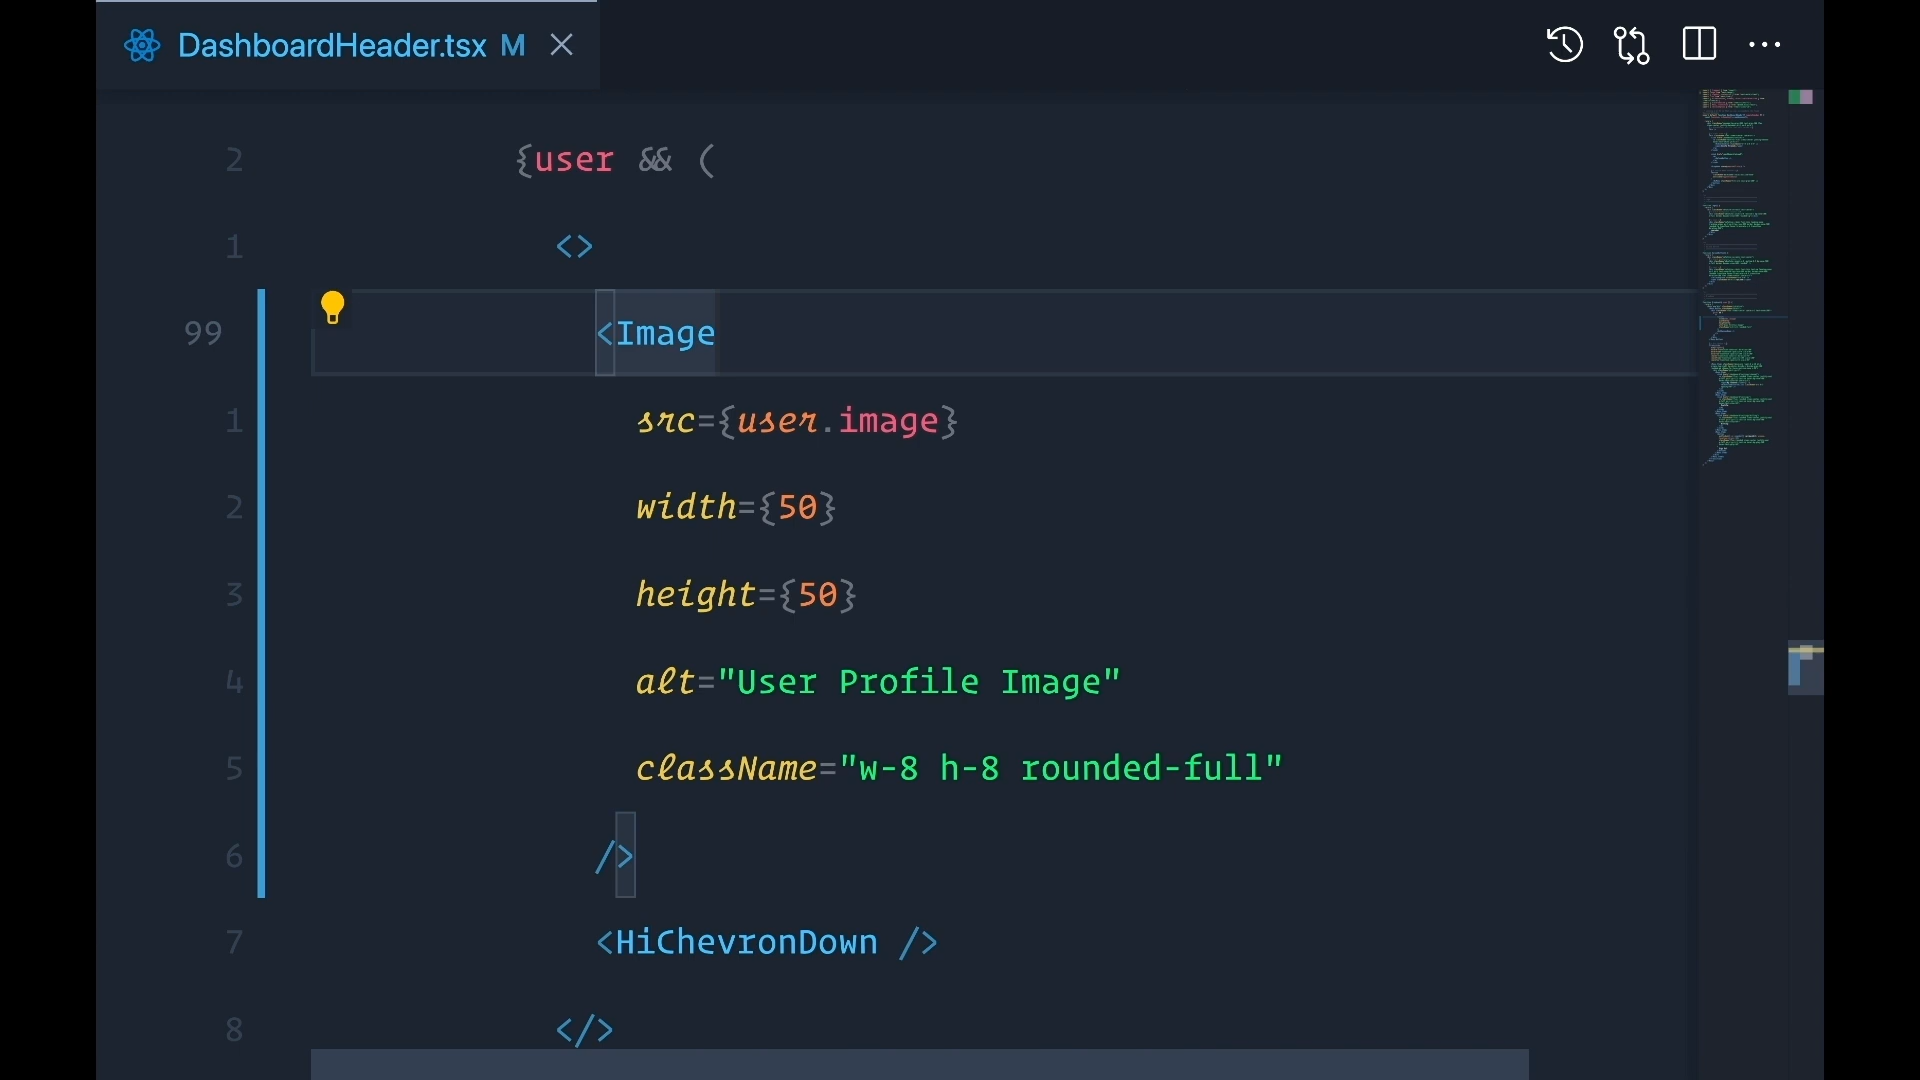 DashboardHeader.tsx M
2 {user && (
1 <>
99 <Image
1 src={user.image}
2 width={50}
3 height={50}
4 alt="User Profile Image"
5 className="w-8 h-8 rounded-full"
6 />
7 <HiChevronDown />
8 </>